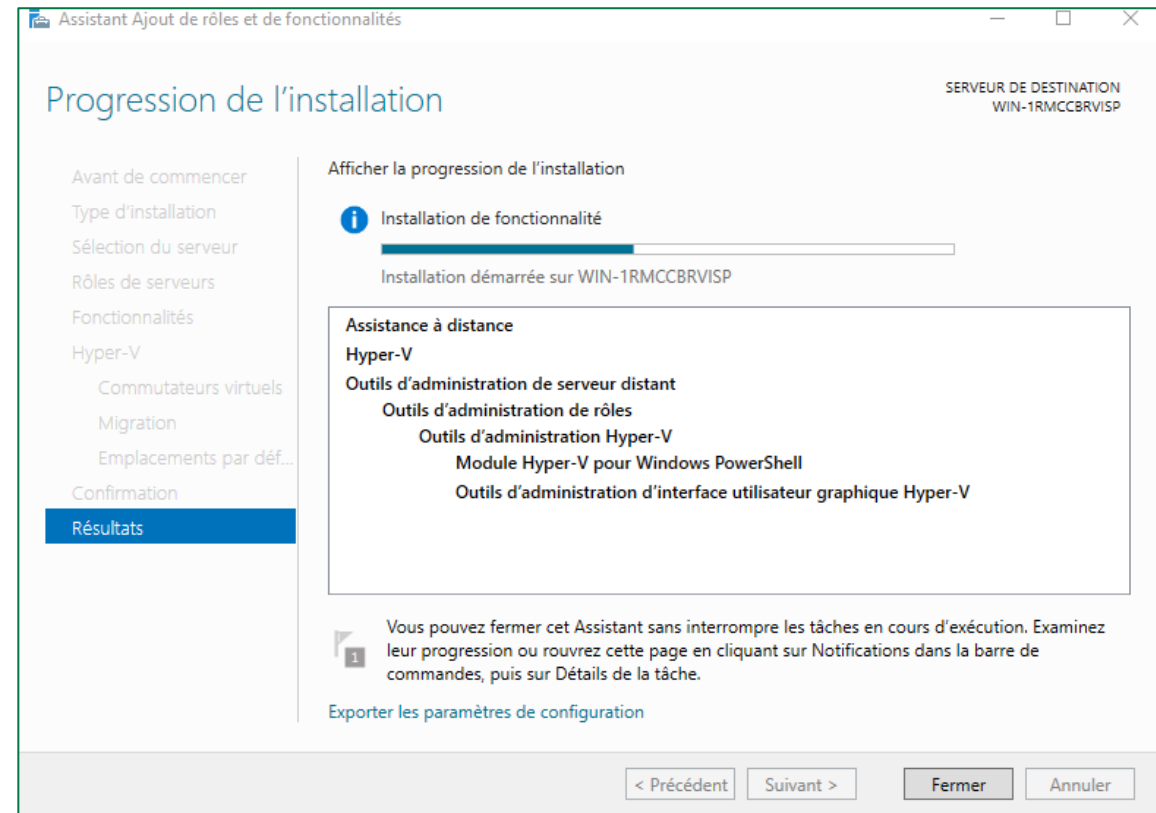 Assistant Ajout de rôles et de fonctionnalités
Progression de l'installation
SERVEUR DE DESTINATION
WIN-1RMCCBRVISP
Avant de commencer
Type d'installation
Sélection du serveur
Rôles de serveurs
Fonctionnalités
Hyper-V
Commutateurs virtuels
Migration
Emplacements par déf...
Confirmation
Résultats
Afficher la progression de l'installation
Installation de fonctionnalité
Installation démarrée sur WIN-1RMCCBRVISP
Assistance à distance
Hyper-V
Outils d'administration de serveur distant
Outils d'administration de rôles
Outils d'administration Hyper-V
Module Hyper-V pour Windows PowerShell
Outils d'administration d'interface utilisateur graphique Hyper-V
1
Vous pouvez fermer cet Assistant sans interrompre les tâches en cours d'exécution. Examinez
leur progression ou rouvrez cette page en cliquant sur Notifications dans la barre de
commandes, puis sur Détails de la tâche.
Exporter les paramètres de configuration
< Précédent
Suivant >
Fermer
Annuler